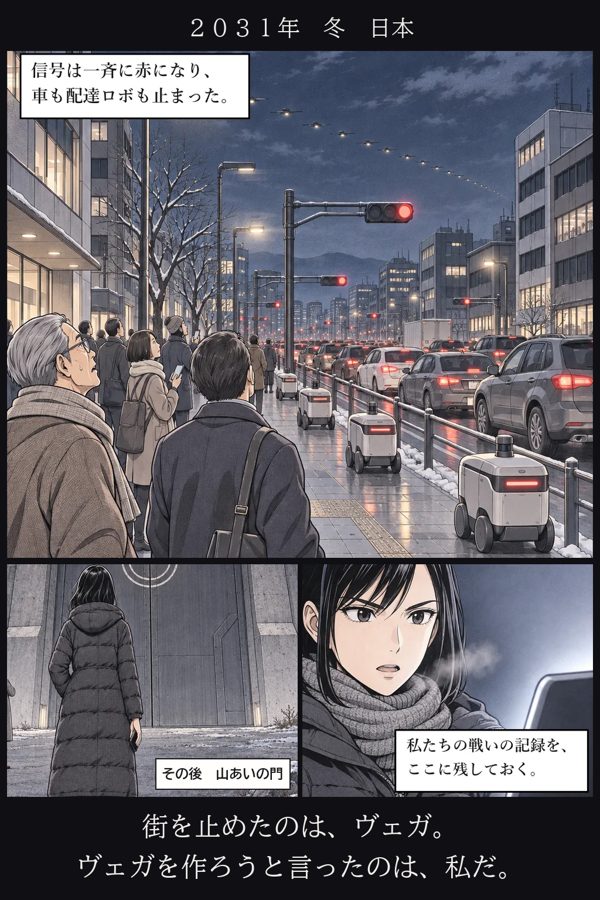 ２０３１年　冬　日本
信号は一斉に赤になり、
車も配達ロボも止まった。
その後　山あいの門
私たちの戦いの記録を、
ここに残しておく。
街を止めたのは、ヴェガ。
ヴェガを作ろうと言ったのは、私だ。